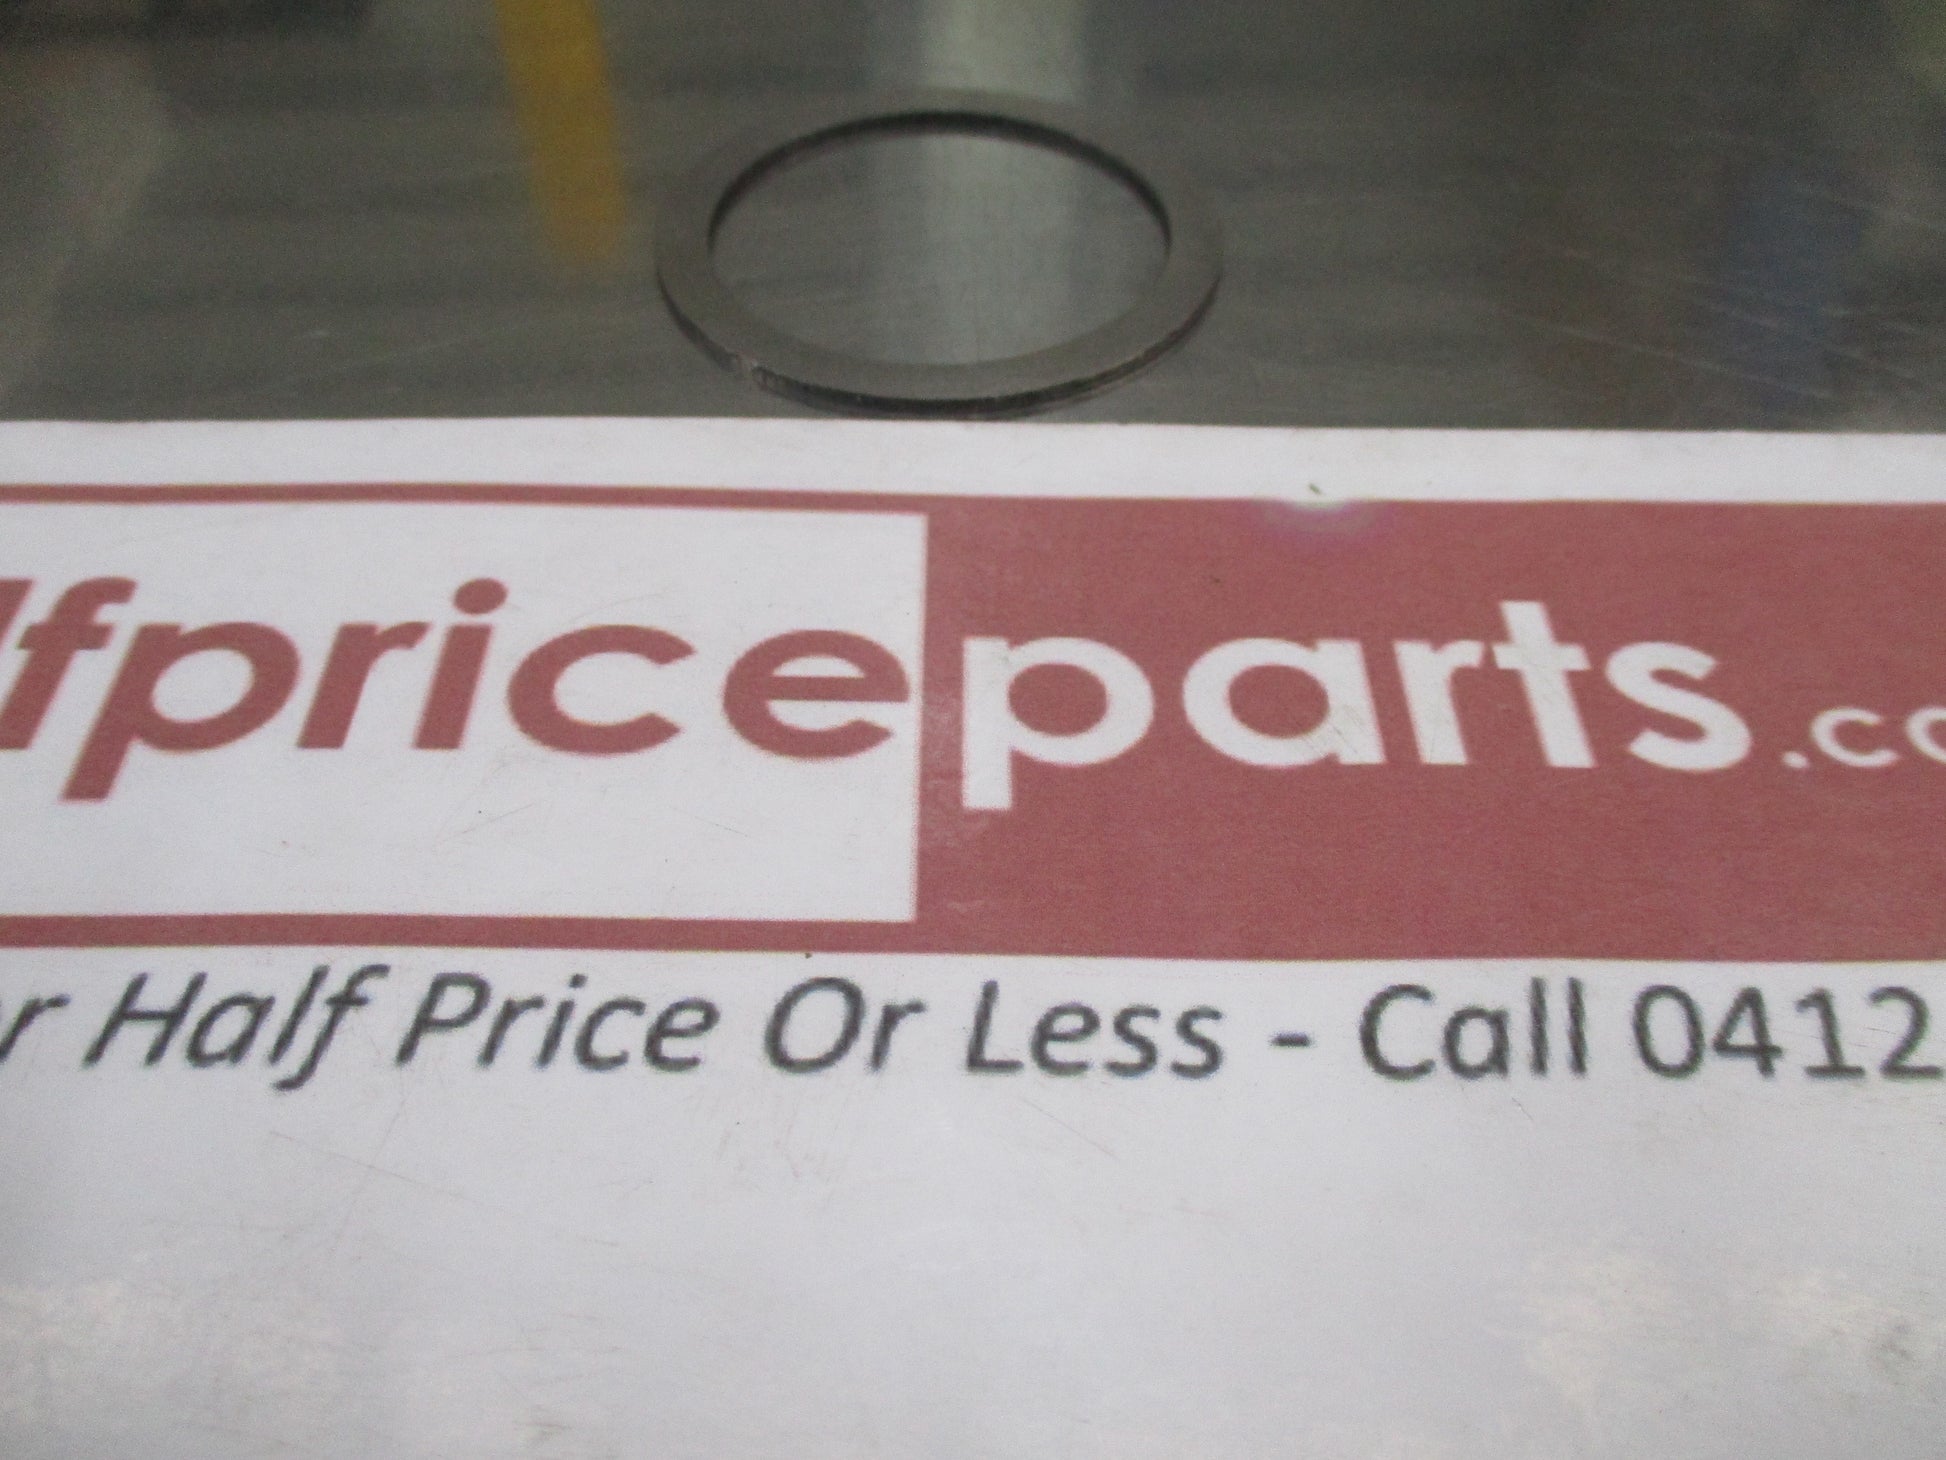 lfpriceparts.co
r Half Price Or Less - Call 0412